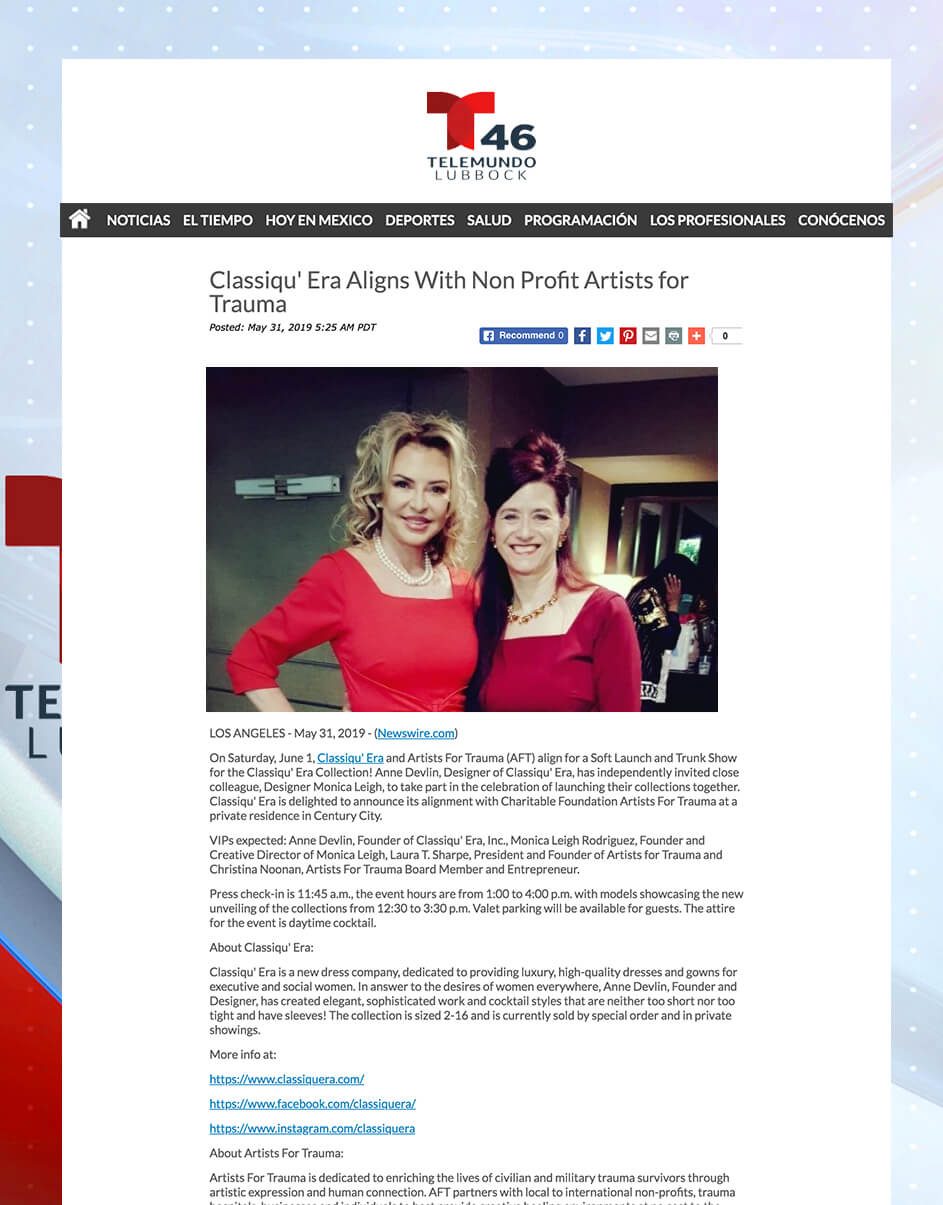 46
TELEMUNDO
LUBBOCK
NOTICIAS EL TIEMPO HOY EN MEXICO DEPORTES SALUD PROGRAMACIÓN LOS PROFESIONALES CONÓCENOS
Classiqu' Era Aligns With Non Profit Artists for
Trauma
Posted: May 31, 2019 5:25 AM PDT
Recommend 0
0
TE
L
LOS ANGELES - May 31, 2019 - (Newswire.com)
On Saturday, June 1, Classiqu' Era and Artists For Trauma (AFT) align for a Soft Launch and Trunk Show
for the Classiqu' Era Collection! Anne Devlin, Designer of Classiqu' Era, has independently invited close
colleague, Designer Monica Leigh, to take part in the celebration of launching their collections together.
Classiqu' Era is delighted to announce its alignment with Charitable Foundation Artists For Trauma at a
private residence in Century City.
VIPs expected: Anne Devlin, Founder of Classiqu' Era, Inc., Monica Leigh Rodriguez, Founder and
Creative Director of Monica Leigh, Laura T. Sharpe, President and Founder of Artists for Trauma and
Christina Noonan, Artists For Trauma Board Member and Entrepreneur.
Press check-in is 11:45 a.m., the event hours are from 1:00 to 4:00 p.m. with models showcasing the new
unveiling of the collections from 12:30 to 3:30 p.m. Valet parking will be available for guests. The attire
for the event is daytime cocktail.
About Classiqu' Era:
Classiqu' Era is a new dress company, dedicated to providing luxury, high-quality dresses and gowns for
executive and social women. In answer to the desires of women everywhere, Anne Devlin, Founder and
Designer, has created elegant, sophisticated work and cocktail styles that are neither too short nor too
tight and have sleeves! The collection is sized 2-16 and is currently sold by special order and in private
showings.
More info at:
https://www.classiquera.com/
https://www.facebook.com/classiquera/
https://www.instagram.com/classiquera
About Artists For Trauma:
Artists For Trauma is dedicated to enriching the lives of civilian and military trauma survivors through
artistic expression and human connection. AFT partners with local to international non-profits, trauma